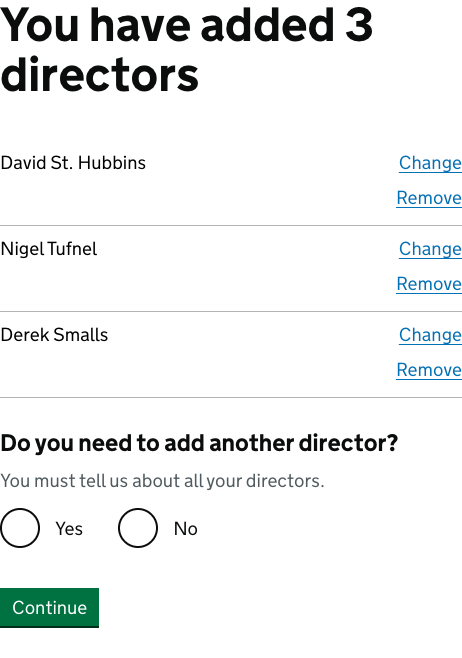 You have added 3
directors
David St. Hubbins
Change
Remove
Nigel Tufnel
Change
Remove
Derek Smalls
Change
Remove
Do you need to add another director?
You must tell us about all your directors.
Yes
No
Continue